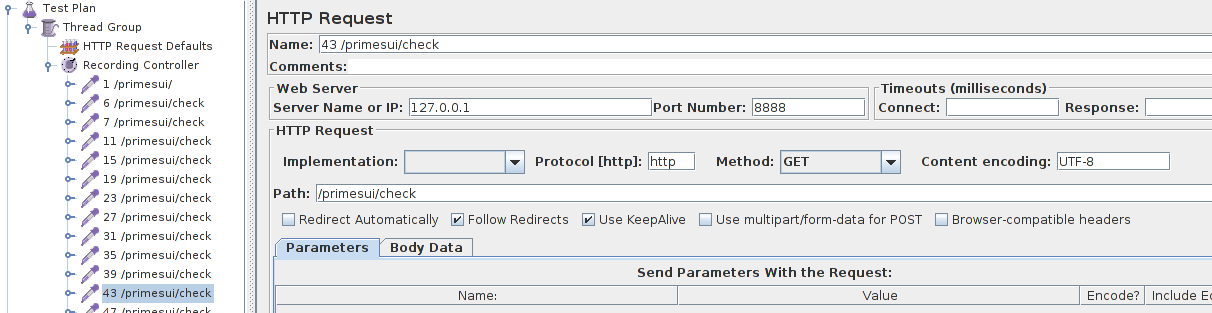 Test Plan
Thread Group
HTTP Request Defaults
Recording Controller
1 /primesui/
6 /primesui/check
7 /primesui/check
11 /primesui/check
15 /primesui/check
19 /primesui/check
23 /primesui/check
27 /primesui/check
31 /primesui/check
35 /primesui/check
39 /primesui/check
43 /primesui/check
47 /primesui/check
HTTP Request
Name: 43 /primesui/check
Comments:
Web Server
Server Name or IP: 127.0.0.1 Port Number: 8888
Timeouts (milliseconds)
Connect: Response:
HTTP Request
Implementation: Protocol [http]: http Method: GET Content encoding: UTF-8
Path: /primesui/check
Redirect Automatically Follow Redirects Use KeepAlive Use multipart/form-data for POST Browser-compatible headers
Parameters Body Data
Send Parameters With the Request:
Name: Value Encode? Include